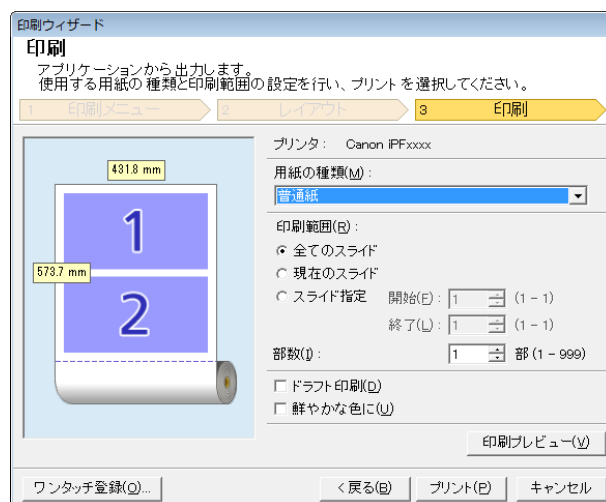 印刷ウィザード
印刷
アプリケーションから出力します。
使用する用紙の種類と印刷範囲の設定を行い、プリントを選択してください。
1 印刷メニュー 2 レイアウト 3 印刷
プリンタ： Canon iPFxxxx
431.8 mm
用紙の種類(M)：
普通紙
1
印刷範囲(R)：
全てのスライド
573.7 mm
現在のスライド
2
スライド指定 開始(F)： 1 (1 - 1)
終了(L)： 1 (1 - 1)
部数(I)： 1 部 (1 - 999)
ドラフト印刷(D)
鮮やかな色に(U)
印刷プレビュー(V)
ワンタッチ登録(O)... < 戻る(B) プリント(P) キャンセル